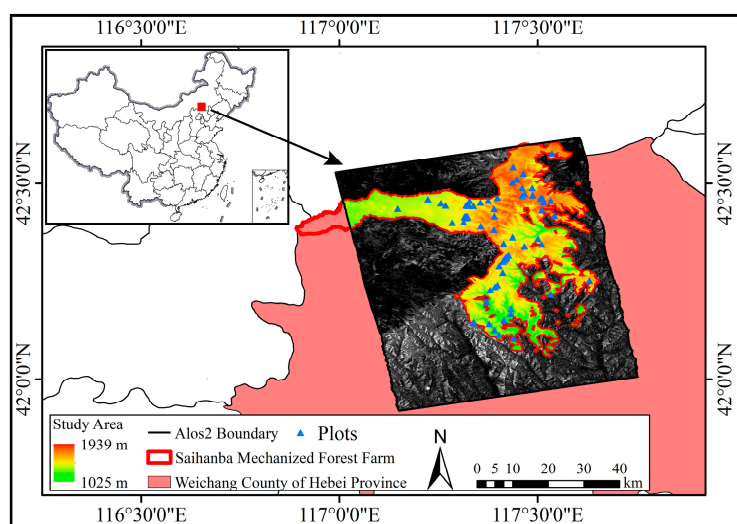 116°30'0"E 117°0'0"E 117°30'0"E
42°30'0"N 42°30'0"N
42°0'0"N 42°0'0"N
Study Area
1939 m
1025 m
Alos2 Boundary Plots
Saihanba Mechanized Forest Farm
Weichang County of Hebei Province
N
0 5 10 20 30 40
km
116°30'0"E 117°0'0"E 117°30'0"E